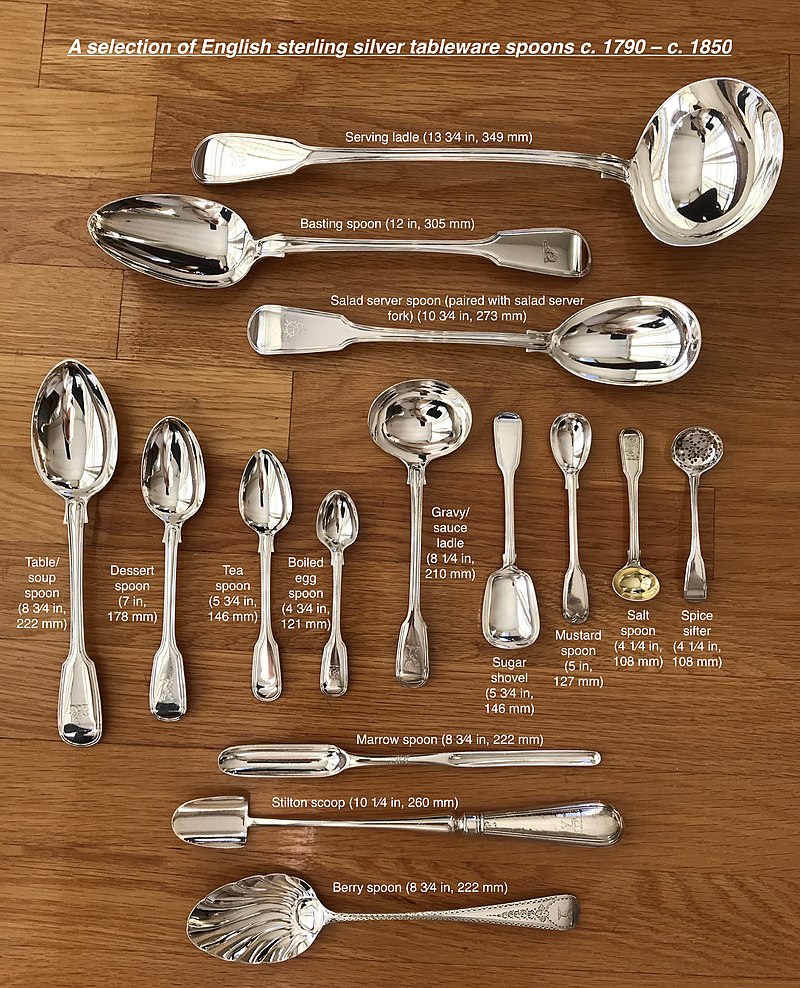 A selection of English sterling silver tableware spoons c. 1790 – c. 1850
Serving ladle (13 3⁄4 in, 349 mm)
Basting spoon (12 in, 305 mm)
Salad server spoon (paired with salad server
fork) (10 3⁄4 in, 273 mm)
Table/
soup
spoon
(8 3⁄4 in,
222 mm)
Dessert
spoon
(7 in,
178 mm)
Tea
spoon
(5 3⁄4 in,
146 mm)
Boiled
egg
spoon
(4 3⁄4 in,
121 mm)
Gravy/
sauce
ladle
(8 1⁄4 in,
210 mm)
Sugar
shovel
(5 3⁄4 in,
146 mm)
Mustard
spoon
(5 in,
127 mm)
Salt
spoon
(4 1⁄4 in,
108 mm)
Spice
sifter
(4 1⁄4 in,
108 mm)
Marrow spoon (8 3⁄4 in, 222 mm)
Stilton scoop (10 1⁄4 in, 260 mm)
Berry spoon (8 3⁄4 in, 222 mm)